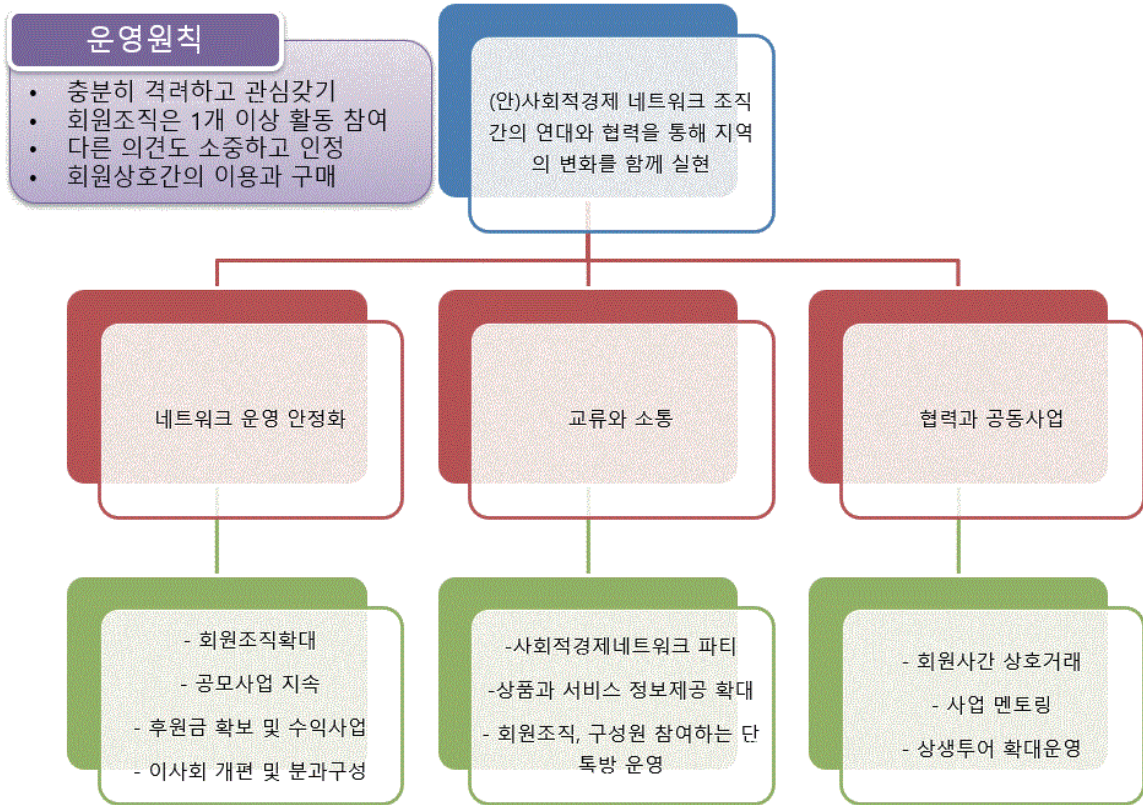 운영원칙
• 충분히 격려하고 관심갖기
• 회원조직은 1개 이상 활동 참여
• 다른 의견도 소중하고 인정
• 회원상호간의 이용과 구매
(안)사회적경제 네트워크 조직
간의 연대와 협력을 통해 지역
의 변화를 함께 실현
네트워크 운영 안정화
교류와 소통
협력과 공동사업
- 회원조직확대
- 공모사업 지속
- 후원금 확보 및 수익사업
- 이사회 개편 및 분과구성
-사회적경제네트워크 파티
-상품과 서비스 정보제공 확대
- 회원조직, 구성원 참여하는 단
톡방 운영
- 회원사간 상호거래
- 사업 멘토링
- 상생투어 확대운영